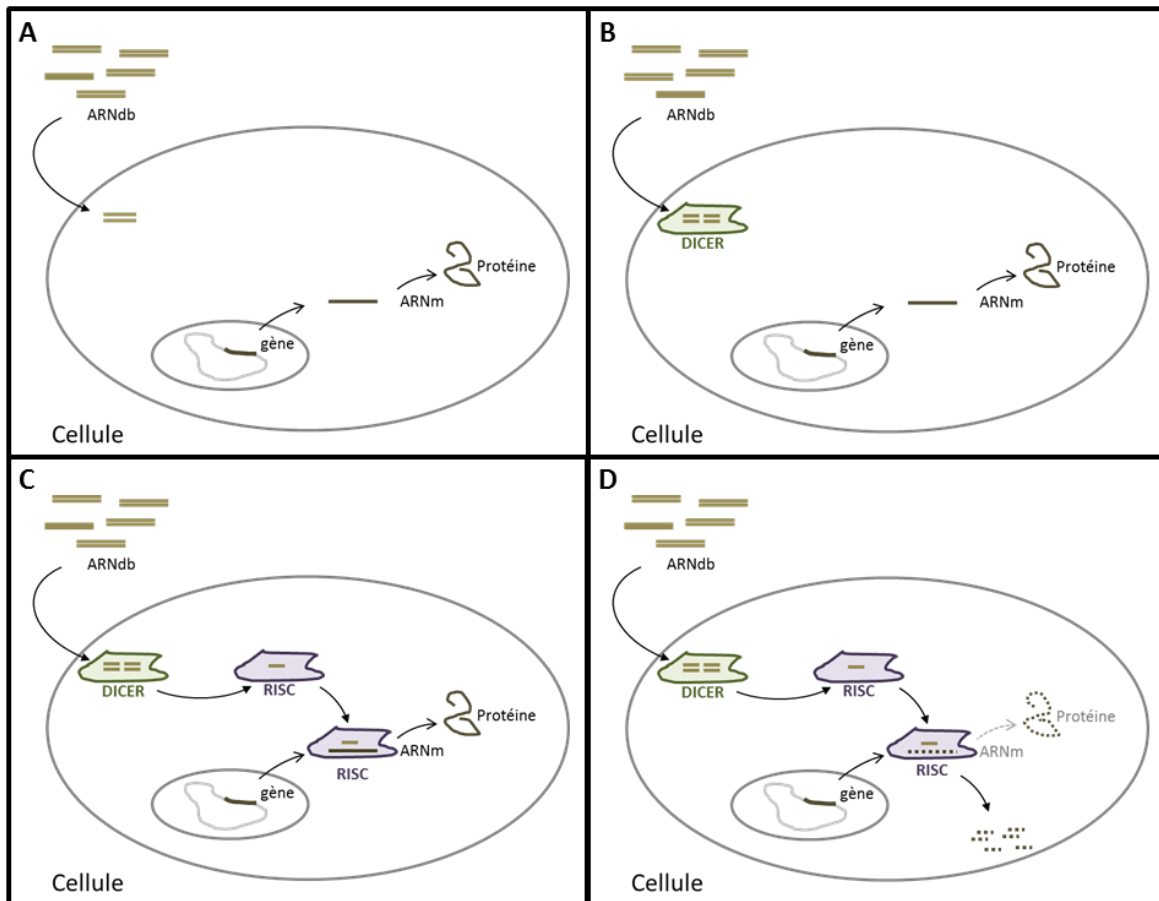 A
ARNdb
Protéine
ARNm
gène
Cellule
B
ARNdb
DICER
Protéine
ARNm
gène
Cellule
C
ARNdb
DICER
RISC
Protéine
ARNm
RISC
gène
Cellule
D
ARNdb
DICER
RISC
Protéine
ARNm
RISC
gène
Cellule